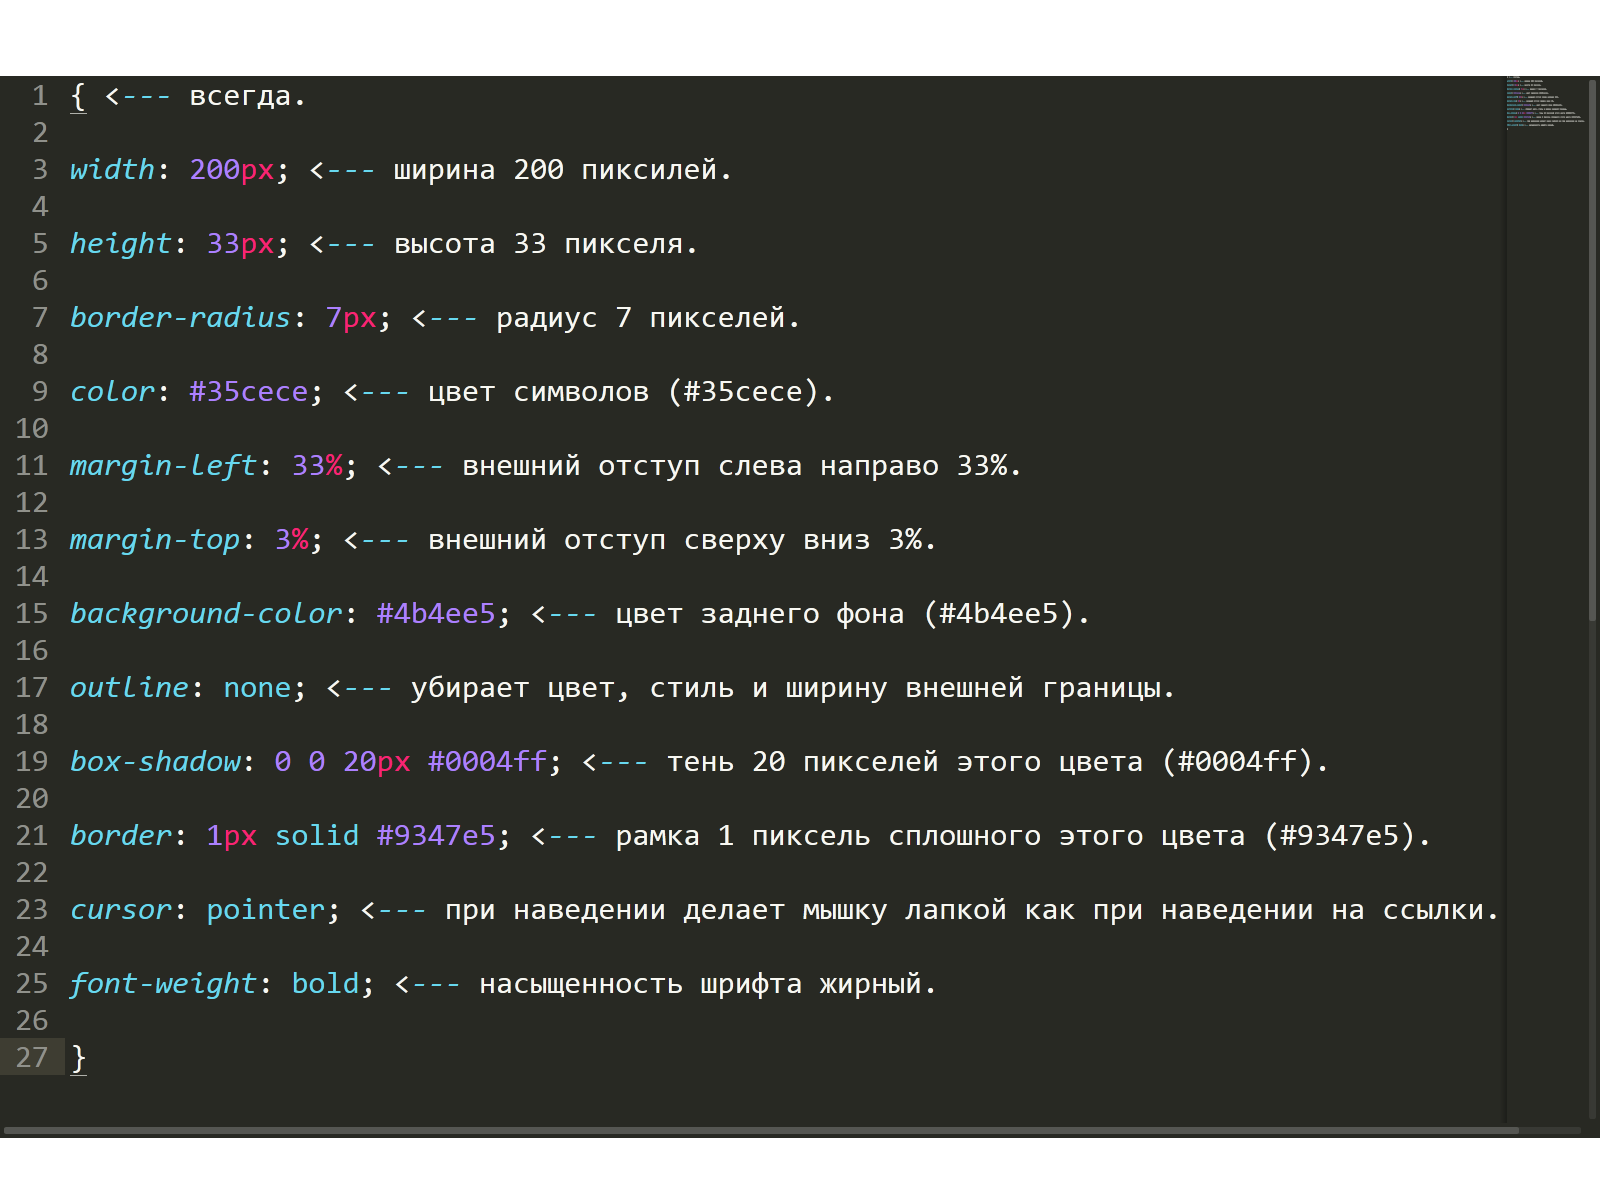 1 { <--- всегда.
2
3 width: 200px; <--- ширина 200 пиксилей.
4
5 height: 33px; <--- высота 33 пикселя.
6
7 border-radius: 7px; <--- радиус 7 пикселей.
8
9 color: #35cece; <--- цвет символов (#35cece).
10
11 margin-left: 33%; <--- внешний отступ слева направо 33%.
12
13 margin-top: 3%; <--- внешний отступ сверху вниз 3%.
14
15 background-color: #4b4ee5; <--- цвет заднего фона (#4b4ee5).
16
17 outline: none; <--- убирает цвет, стиль и ширину внешней границы.
18
19 box-shadow: 0 0 20px #0004ff; <--- тень 20 пикселей этого цвета (#0004ff).
20
21 border: 1px solid #9347e5; <--- рамка 1 пиксель сплошного этого цвета (#9347e5).
22
23 cursor: pointer; <--- при наведении делает мышку лапкой как при наведении на ссылки.
24
25 font-weight: bold; <--- насыщенность шрифта жирный.
26
27 }